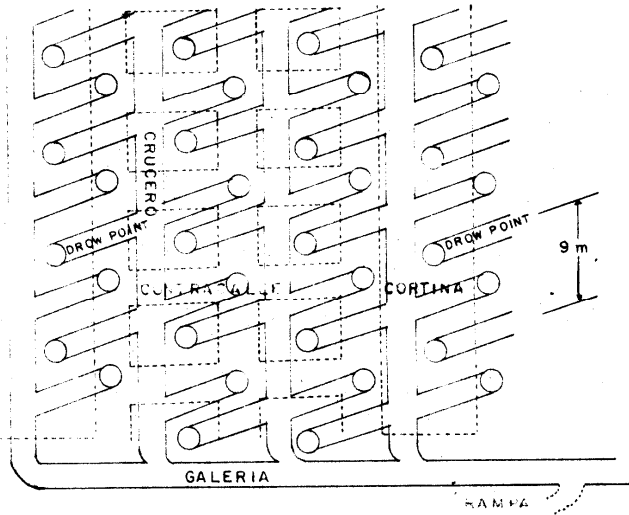 CRUCERO
DROW POINT
DROW POINT
9 m
CORTINA
GALERIA
RAMPA